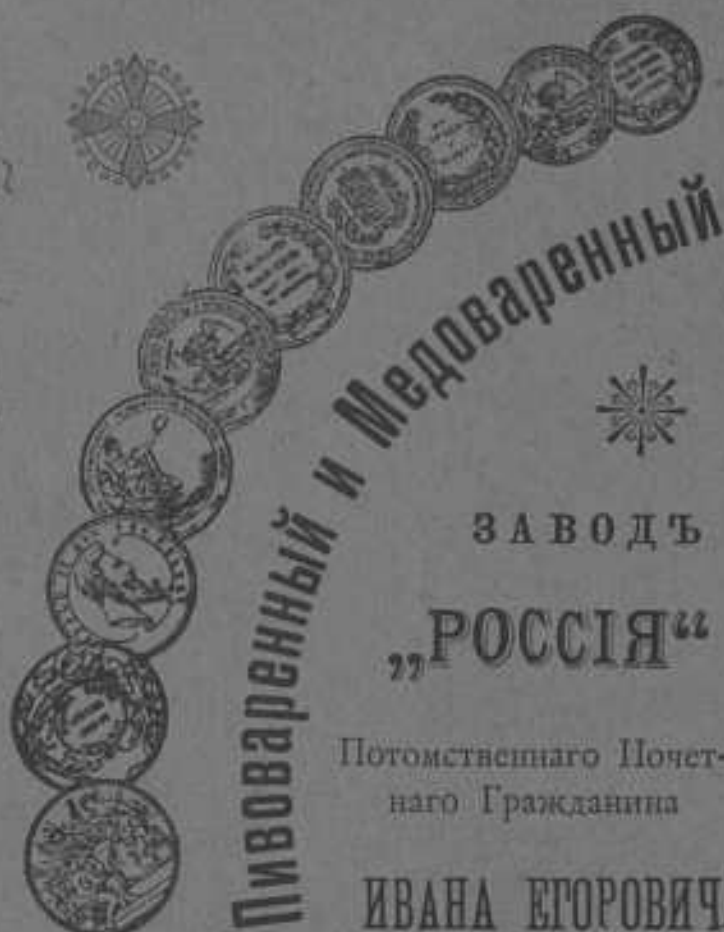 Пивоваренный и Медоваренный
ЗАВОДЪ
„РОССІЯ“
Потомственнаго Почет-
наго Гражданина
ИВАНА ЕГОРОВИЧ